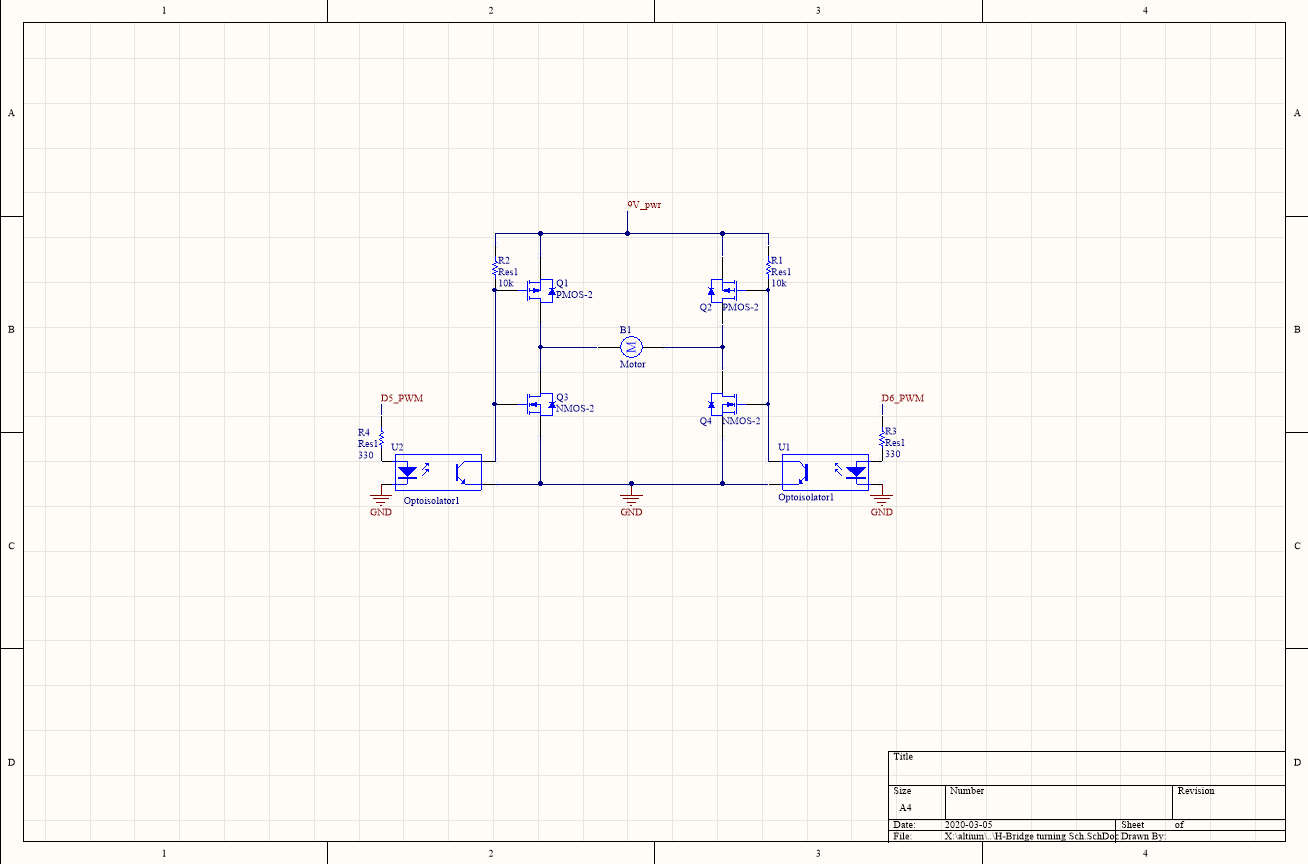 1 2 3 4
A A
9V_pwr
R2
Res1
10k
Q1
PMOS-2
R1
Res1
10k
Q2 PMOS-2
B B
B1
M
Motor
D5_PWM
Q3
NMOS-2
Q4 NMOS-2
D6_PWM
R4
Res1
330
U2
Optoisolator1
U1
Optoisolator1
R3
Res1
330
GND GND GND
C C
D D
Title
Size Number Revision
A4
Date: 2020-03-05 Sheet of
File: X:\altium\..\H-Bridge turning Sch.SchDoc Drawn By:
1 2 3 4